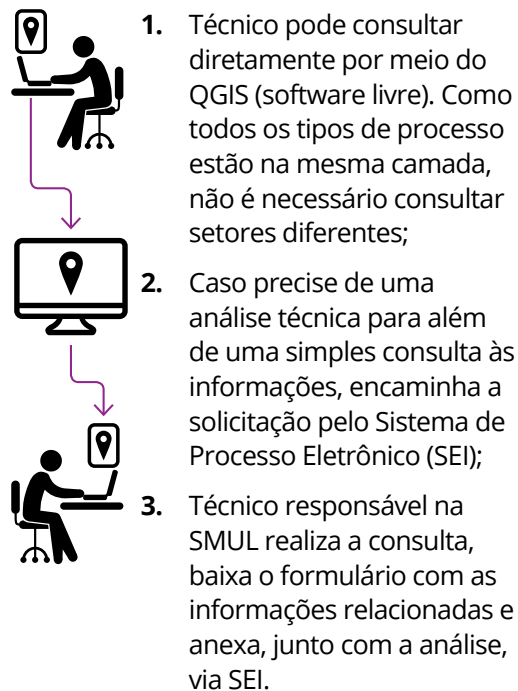 1. Técnico pode consultar
diretamente por meio do
QGIS (software livre). Como
todos os tipos de processo
estão na mesma camada,
não é necessário consultar
setores diferentes;
2. Caso precise de uma
análise técnica para além
de uma simples consulta às
informações, encaminha a
solicitação pelo Sistema de
Processo Eletrônico (SEI);
3. Técnico responsável na
SMUL realiza a consulta,
baixa o formulário com as
informações relacionadas e
anexa, junto com a análise,
via SEI.